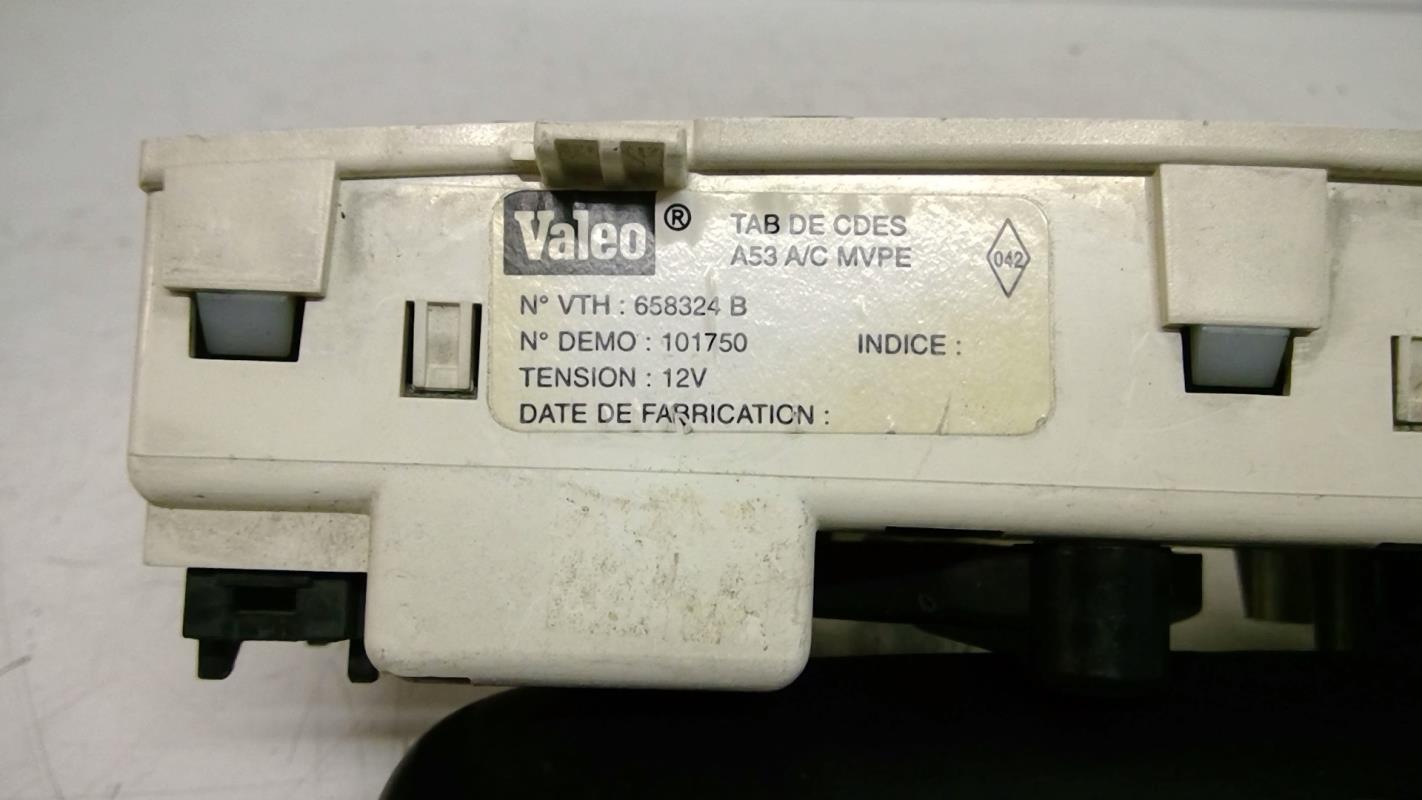 Valeo ®
TAB DE CDES
A53 A/C MVPE
042
N° VTH : 658324 B
N° DEMO : 101750
INDICE :
TENSION : 12V
DATE DE FABRICATION :